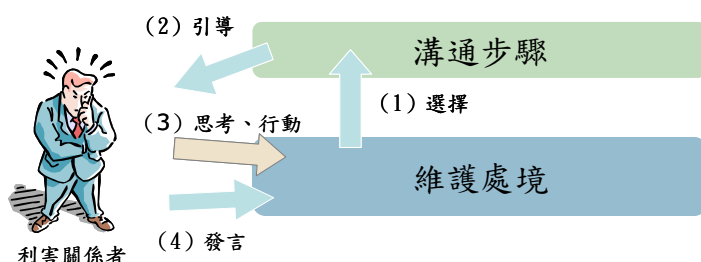 （2）引導
溝通步驟
（1）選擇
（3）思考、行動
維護處境
（4）發言
利害關係者